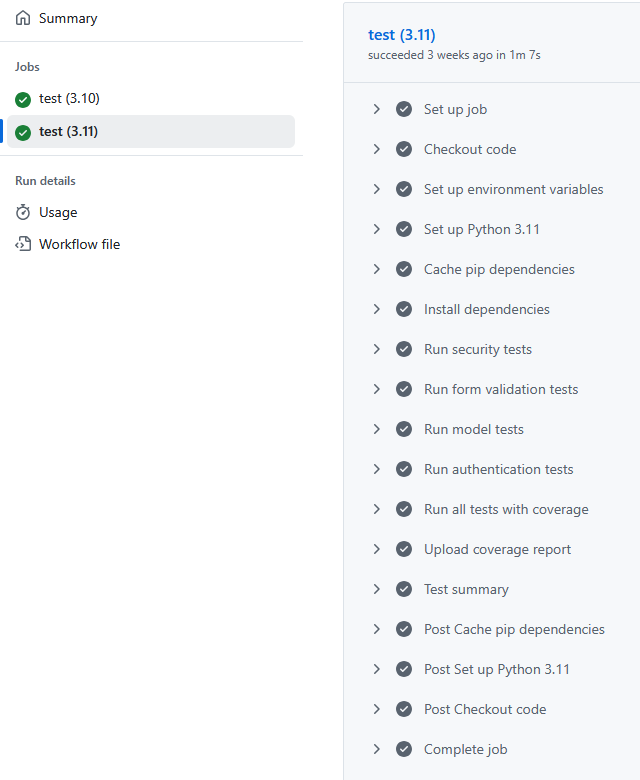 Summary
Jobs
test (3.10)
test (3.11)
Run details
Usage
Workflow file
test (3.11)
succeeded 3 weeks ago in 1m 7s
Set up job
Checkout code
Set up environment variables
Set up Python 3.11
Cache pip dependencies
Install dependencies
Run security tests
Run form validation tests
Run model tests
Run authentication tests
Run all tests with coverage
Upload coverage report
Test summary
Post Cache pip dependencies
Post Set up Python 3.11
Post Checkout code
Complete job